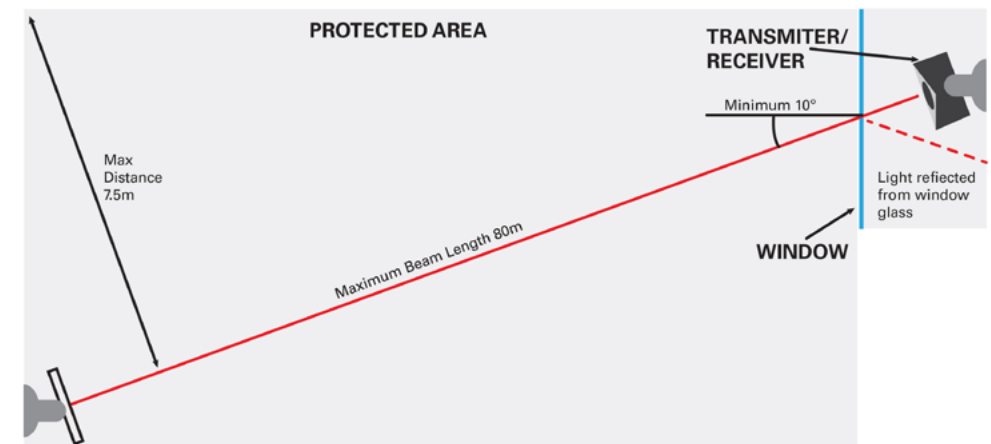 PROTECTED AREA
TRANSMITER/
RECEIVER
Minimum 10°
Max
Distance
7.5m
Light reflected
from window
glass
Maximum Beam Length 80m
WINDOW